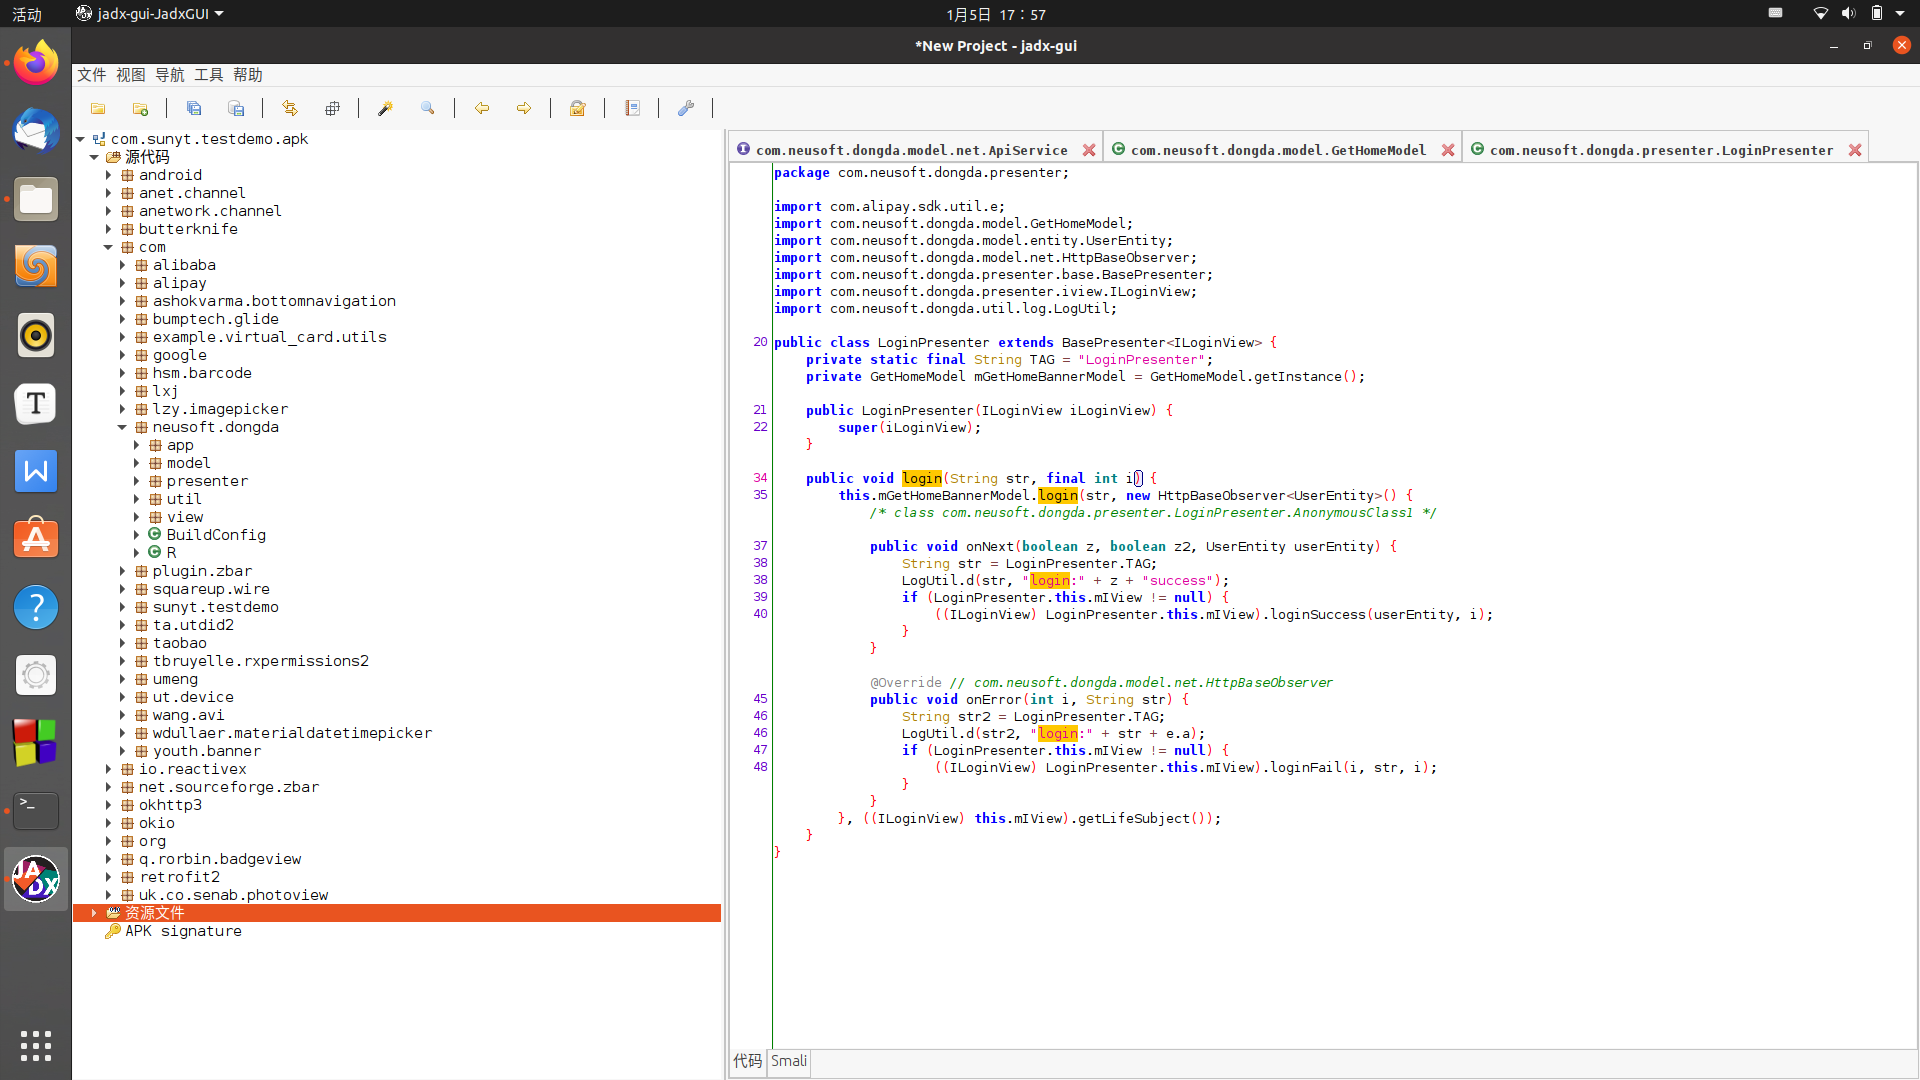 活动
jadx-gui-JadxGUI
1月5日 17：57
*New Project - jadx-gui
文件 视图 导航 工具 帮助
com.sunyt.testdemo.apk
源代码
android
anet.channel
anetwork.channel
butterknife
com
alibaba
alipay
ashokvarma.bottomnavigation
bumptech.glide
example.virtual_card.utils
google
hsm.barcode
lxj
lzy.imagepicker
neusoft.dongda
app
model
presenter
util
view
BuildConfig
R
plugin.zbar
squareup.wire
sunyt.testdemo
ta.utdid2
taobao
tbruyelle.rxpermissions2
umeng
ut.device
wang.avi
wdullaer.materialdatetimepicker
youth.banner
io.reactivex
net.sourceforge.zbar
okhttp3
okio
org
q.rorbin.badgeview
retrofit2
uk.co.senab.photoview
资源文件
APK signature
com.neusoft.dongda.model.net.ApiService
com.neusoft.dongda.model.GetHomeModel
com.neusoft.dongda.presenter.LoginPresenter
package com.neusoft.dongda.presenter;
import com.alipay.sdk.util.e;
import com.neusoft.dongda.model.GetHomeModel;
import com.neusoft.dongda.model.entity.UserEntity;
import com.neusoft.dongda.model.net.HttpBaseObserver;
import com.neusoft.dongda.presenter.base.BasePresenter;
import com.neusoft.dongda.presenter.iview.ILoginView;
import com.neusoft.dongda.util.log.LogUtil;
20 public class LoginPresenter extends BasePresenter<ILoginView> {
private static final String TAG = "LoginPresenter";
private GetHomeModel mGetHomeBannerModel = GetHomeModel.getInstance();
21 public LoginPresenter(ILoginView iLoginView) {
22 super(iLoginView);
}
34 public void login(String str, final int i) {
35 this.mGetHomeBannerModel.login(str, new HttpBaseObserver<UserEntity>() {
/* class com.neusoft.dongda.presenter.LoginPresenter.AnonymousClass1 */
37 public void onNext(boolean z, boolean z2, UserEntity userEntity) {
38 String str = LoginPresenter.TAG;
38 LogUtil.d(str, "login:" + z + "success");
39 if (LoginPresenter.this.mIView != null) {
40 ((ILoginView) LoginPresenter.this.mIView).loginSuccess(userEntity, i);
}
}
@Override // com.neusoft.dongda.model.net.HttpBaseObserver
45 public void onError(int i, String str) {
46 String str2 = LoginPresenter.TAG;
46 LogUtil.d(str2, "login:" + str + e.a);
47 if (LoginPresenter.this.mIView != null) {
48 ((ILoginView) LoginPresenter.this.mIView).loginFail(i, str, i);
}
}
}, ((ILoginView) this.mIView).getLifeSubject());
}
}
代码 Smali